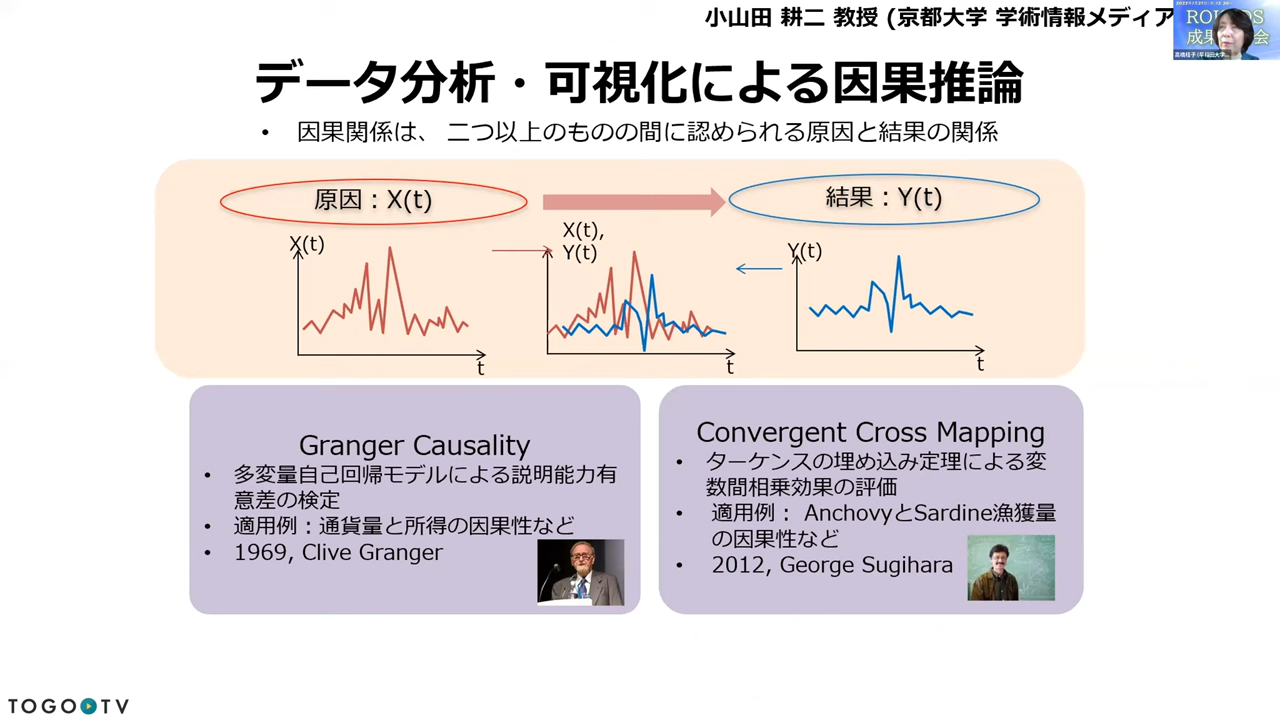 小山田 耕二 教授 (京都大学 学術情報メディア
データ分析・可視化による因果推論
• 因果関係は、 二つ以上のものの間に認められる原因と結果の関係
原因：X(t)
結果：Y(t)
X(t)
t
X(t),
Y(t)
t
Y(t)
t
Granger Causality
• 多変量自己回帰モデルによる説明能力有
意差の検定
• 適用例：通貨量と所得の因果性など
• 1969, Clive Granger
Convergent Cross Mapping
• ターケンスの埋め込み定理による変
数間相乗効果の評価
• 適用例： AnchovyとSardine漁獲量
の因果性など
• 2012, George Sugihara
TOGO TV